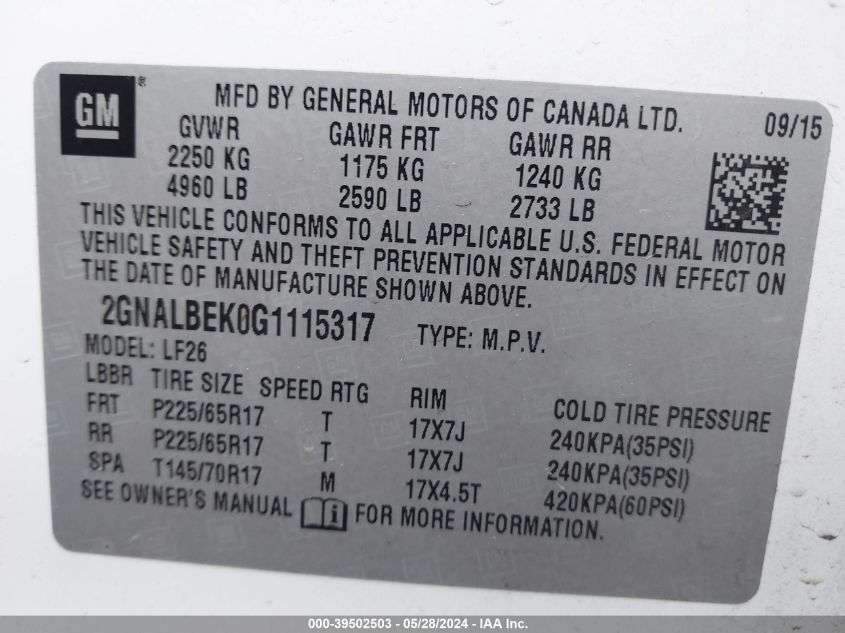 GM ®
MFD BY GENERAL MOTORS OF CANADA LTD. 09/15
GVWR GAWR FRT GAWR RR
2250 KG 1175 KG 1240 KG
4960 LB 2590 LB 2733 LB
THIS VEHICLE CONFORMS TO ALL APPLICABLE U.S. FEDERAL MOTOR
VEHICLE SAFETY AND THEFT PREVENTION STANDARDS IN EFFECT ON
THE DATE OF MANUFACTURE SHOWN ABOVE.
2GNALBEK0G1115317 TYPE: M.P.V.
MODEL: LF26
LBBR TIRE SIZE SPEED RTG RIM COLD TIRE PRESSURE
FRT P225/65R17 T 17X7J 240KPA(35PSI)
RR P225/65R17 T 17X7J 240KPA(35PSI)
SPA T145/70R17 M 17X4.5T 420KPA(60PSI)
SEE OWNER'S MANUAL i FOR MORE INFORMATION.
000-39502503 - 05/28/2024 - IAA Inc.